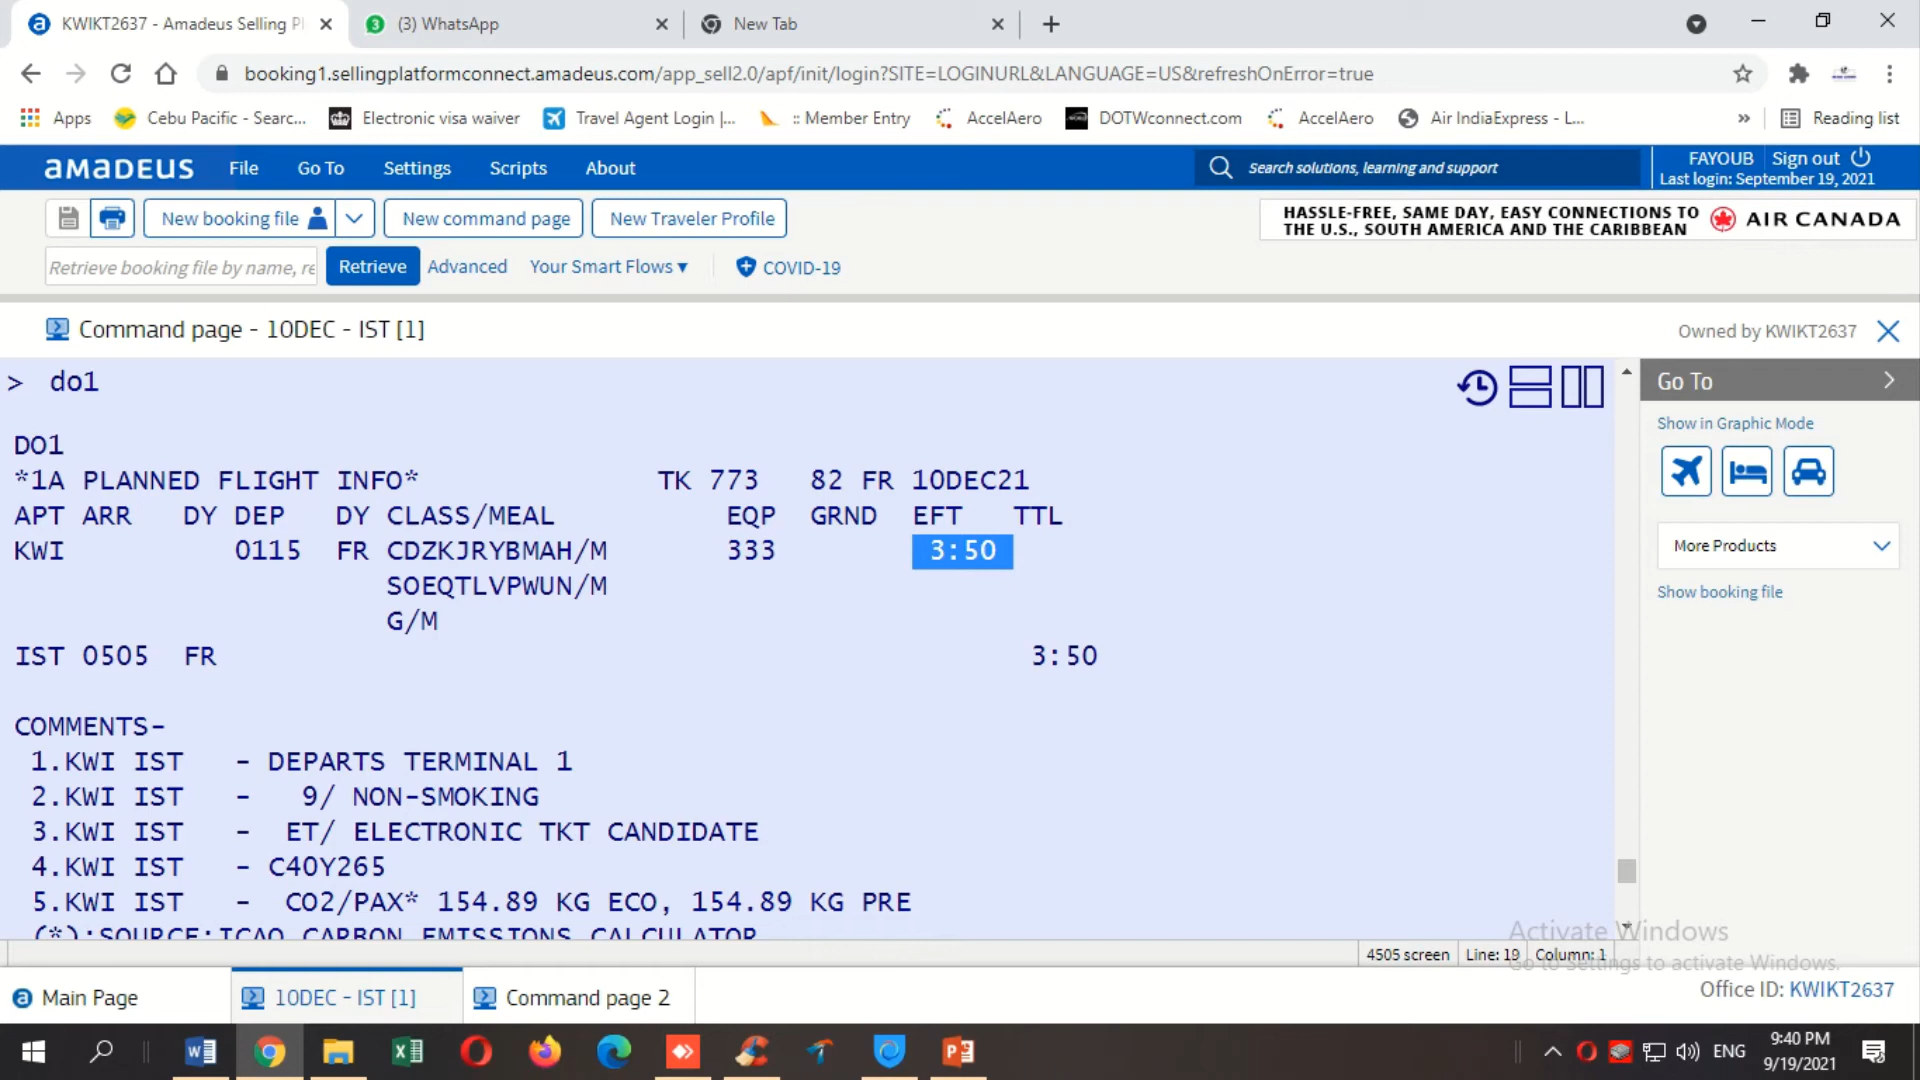 KWIKT2637 - Amadeus Selling Pl
(3) WhatsApp
New Tab
booking1.sellingplatformconnect.amadeus.com/app_sell2.0/apf/init/login?SITE=LOGINURL&LANGUAGE=US&refreshOnError=true
Apps
Cebu Pacific - Searc...
Electronic visa waiver
Travel Agent Login |...
:: Member Entry
AccelAero
DOTWconnect.com
AccelAero
Air IndiaExpress - L...
»
Reading list
amadeus
File
Go To
Settings
Scripts
About
Search solutions, learning and support
FAYOUB Sign out
Last login: September 19, 2021
New booking file
New command page
New Traveler Profile
HASSLE-FREE, SAME DAY, EASY CONNECTIONS TO
THE U.S., SOUTH AMERICA AND THE CARIBBEAN
AIR CANADA
Retrieve booking file by name, re
Retrieve
Advanced
Your Smart Flows ▾
COVID-19
Command page - 10DEC - IST [1]
Owned by KWIKT2637
> do1
DO1
*1A PLANNED FLIGHT INFO* TK 773 82 FR 10DEC21
APT ARR DY DEP DY CLASS/MEAL EQP GRND EFT TTL
KWI 0115 FR CDZKJRYBMAH/M 333 3:50
SOEQTLVPWUN/M
G/M
IST 0505 FR 3:50
COMMENTS-
1.KWI IST - DEPARTS TERMINAL 1
2.KWI IST - 9/ NON-SMOKING
3.KWI IST - ET/ ELECTRONIC TKT CANDIDATE
4.KWI IST - C40Y265
5.KWI IST - CO2/PAX* 154.89 KG ECO, 154.89 KG PRE
(*):SOURCE:ICAO CARBON EMISSIONS CALCULATOR
Go To
Show in Graphic Mode
More Products
Show booking file
Activate Windows
Go to Settings to activate Windows.
4505 screen
Line: 19
Column: 1
Main Page
10DEC - IST [1]
Command page 2
Office ID: KWIKT2637
ENG
9:40 PM
9/19/2021